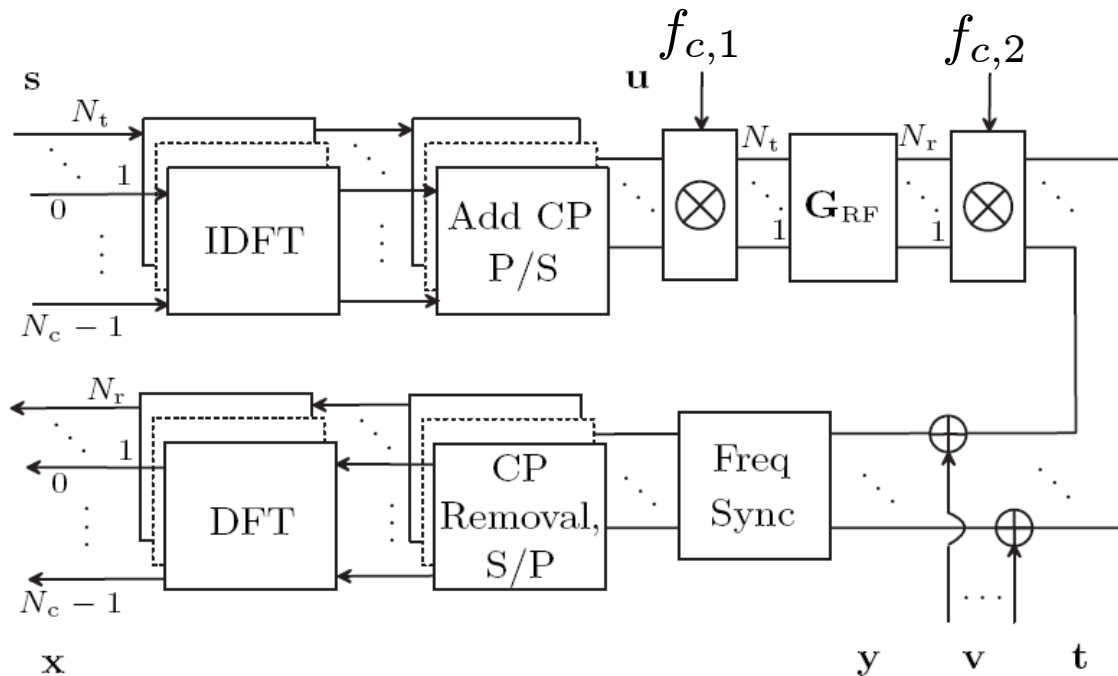 f_{c,1} f_{c,2}
s u
N_t N_t N_r
1 1 1
0
IDFT Add CP P/S G_RF
N_c − 1
N_r
1
0
DFT CP Removal, S/P Freq Sync
N_c − 1
x y v t